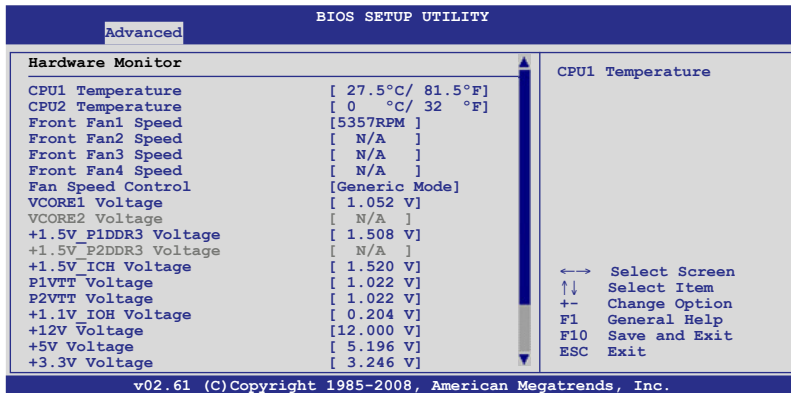 BIOS SETUP UTILITY
Advanced
Hardware Monitor
CPU1 Temperature [ 27.5°C/ 81.5°F]
CPU2 Temperature [ 0 °C/ 32 °F]
Front Fan1 Speed [5357RPM ]
Front Fan2 Speed [ N/A ]
Front Fan3 Speed [ N/A ]
Front Fan4 Speed [ N/A ]
Fan Speed Control [Generic Mode]
VCORE1 Voltage [ 1.052 V]
VCORE2 Voltage [ N/A ]
+1.5V_P1DDR3 Voltage [ 1.508 V]
+1.5V_P2DDR3 Voltage [ N/A ]
+1.5V_ICH Voltage [ 1.520 V]
P1VTT Voltage [ 1.022 V]
P2VTT Voltage [ 1.022 V]
+1.1V_IOH Voltage [ 0.204 V]
+12V Voltage [12.000 V]
+5V Voltage [ 5.196 V]
+3.3V Voltage [ 3.246 V]
CPU1 Temperature
←→ Select Screen
↑↓ Select Item
+- Change Option
F1 General Help
F10 Save and Exit
ESC Exit
v02.61 (C)Copyright 1985-2008, American Megatrends, Inc.